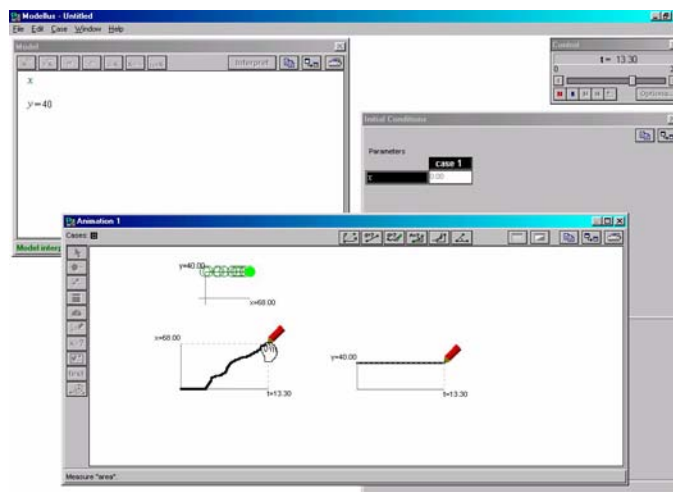 Modellus - Untitled
File Edit Case Window Help
Model
Interpret
x
y=40
Model interp
Control
t = 13.30
0
Options...
Initial Conditions
Parameters
case 1
x
0.00
Animation 1
Cases:
y=40.00
x=68.00
x=68.00
t=13.30
y=40.00
t=13.30
text
Measure "area".